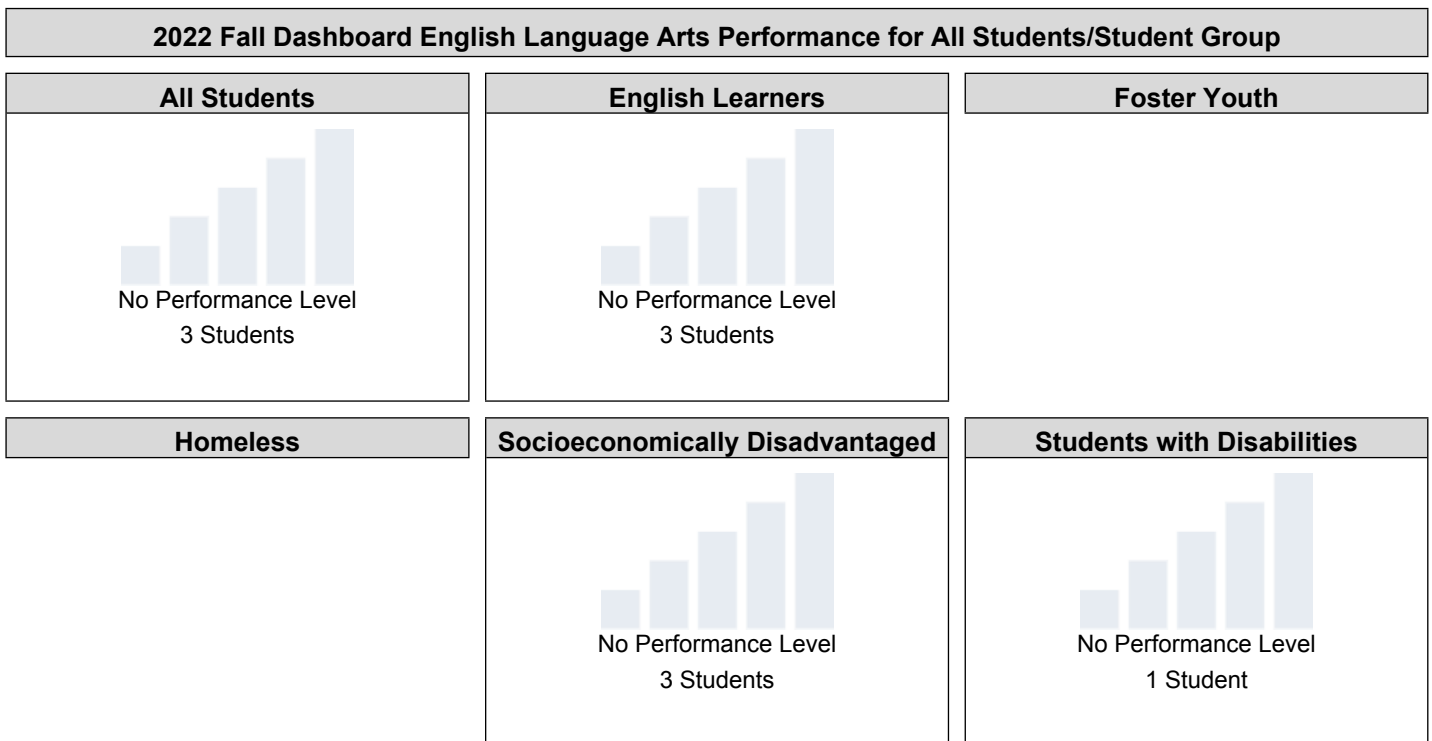 2022 Fall Dashboard English Language Arts Performance for All Students/Student Group
All Students
No Performance Level
3 Students
English Learners
No Performance Level
3 Students
Foster Youth
Homeless
Socioeconomically Disadvantaged
No Performance Level
3 Students
Students with Disabilities
No Performance Level
1 Student